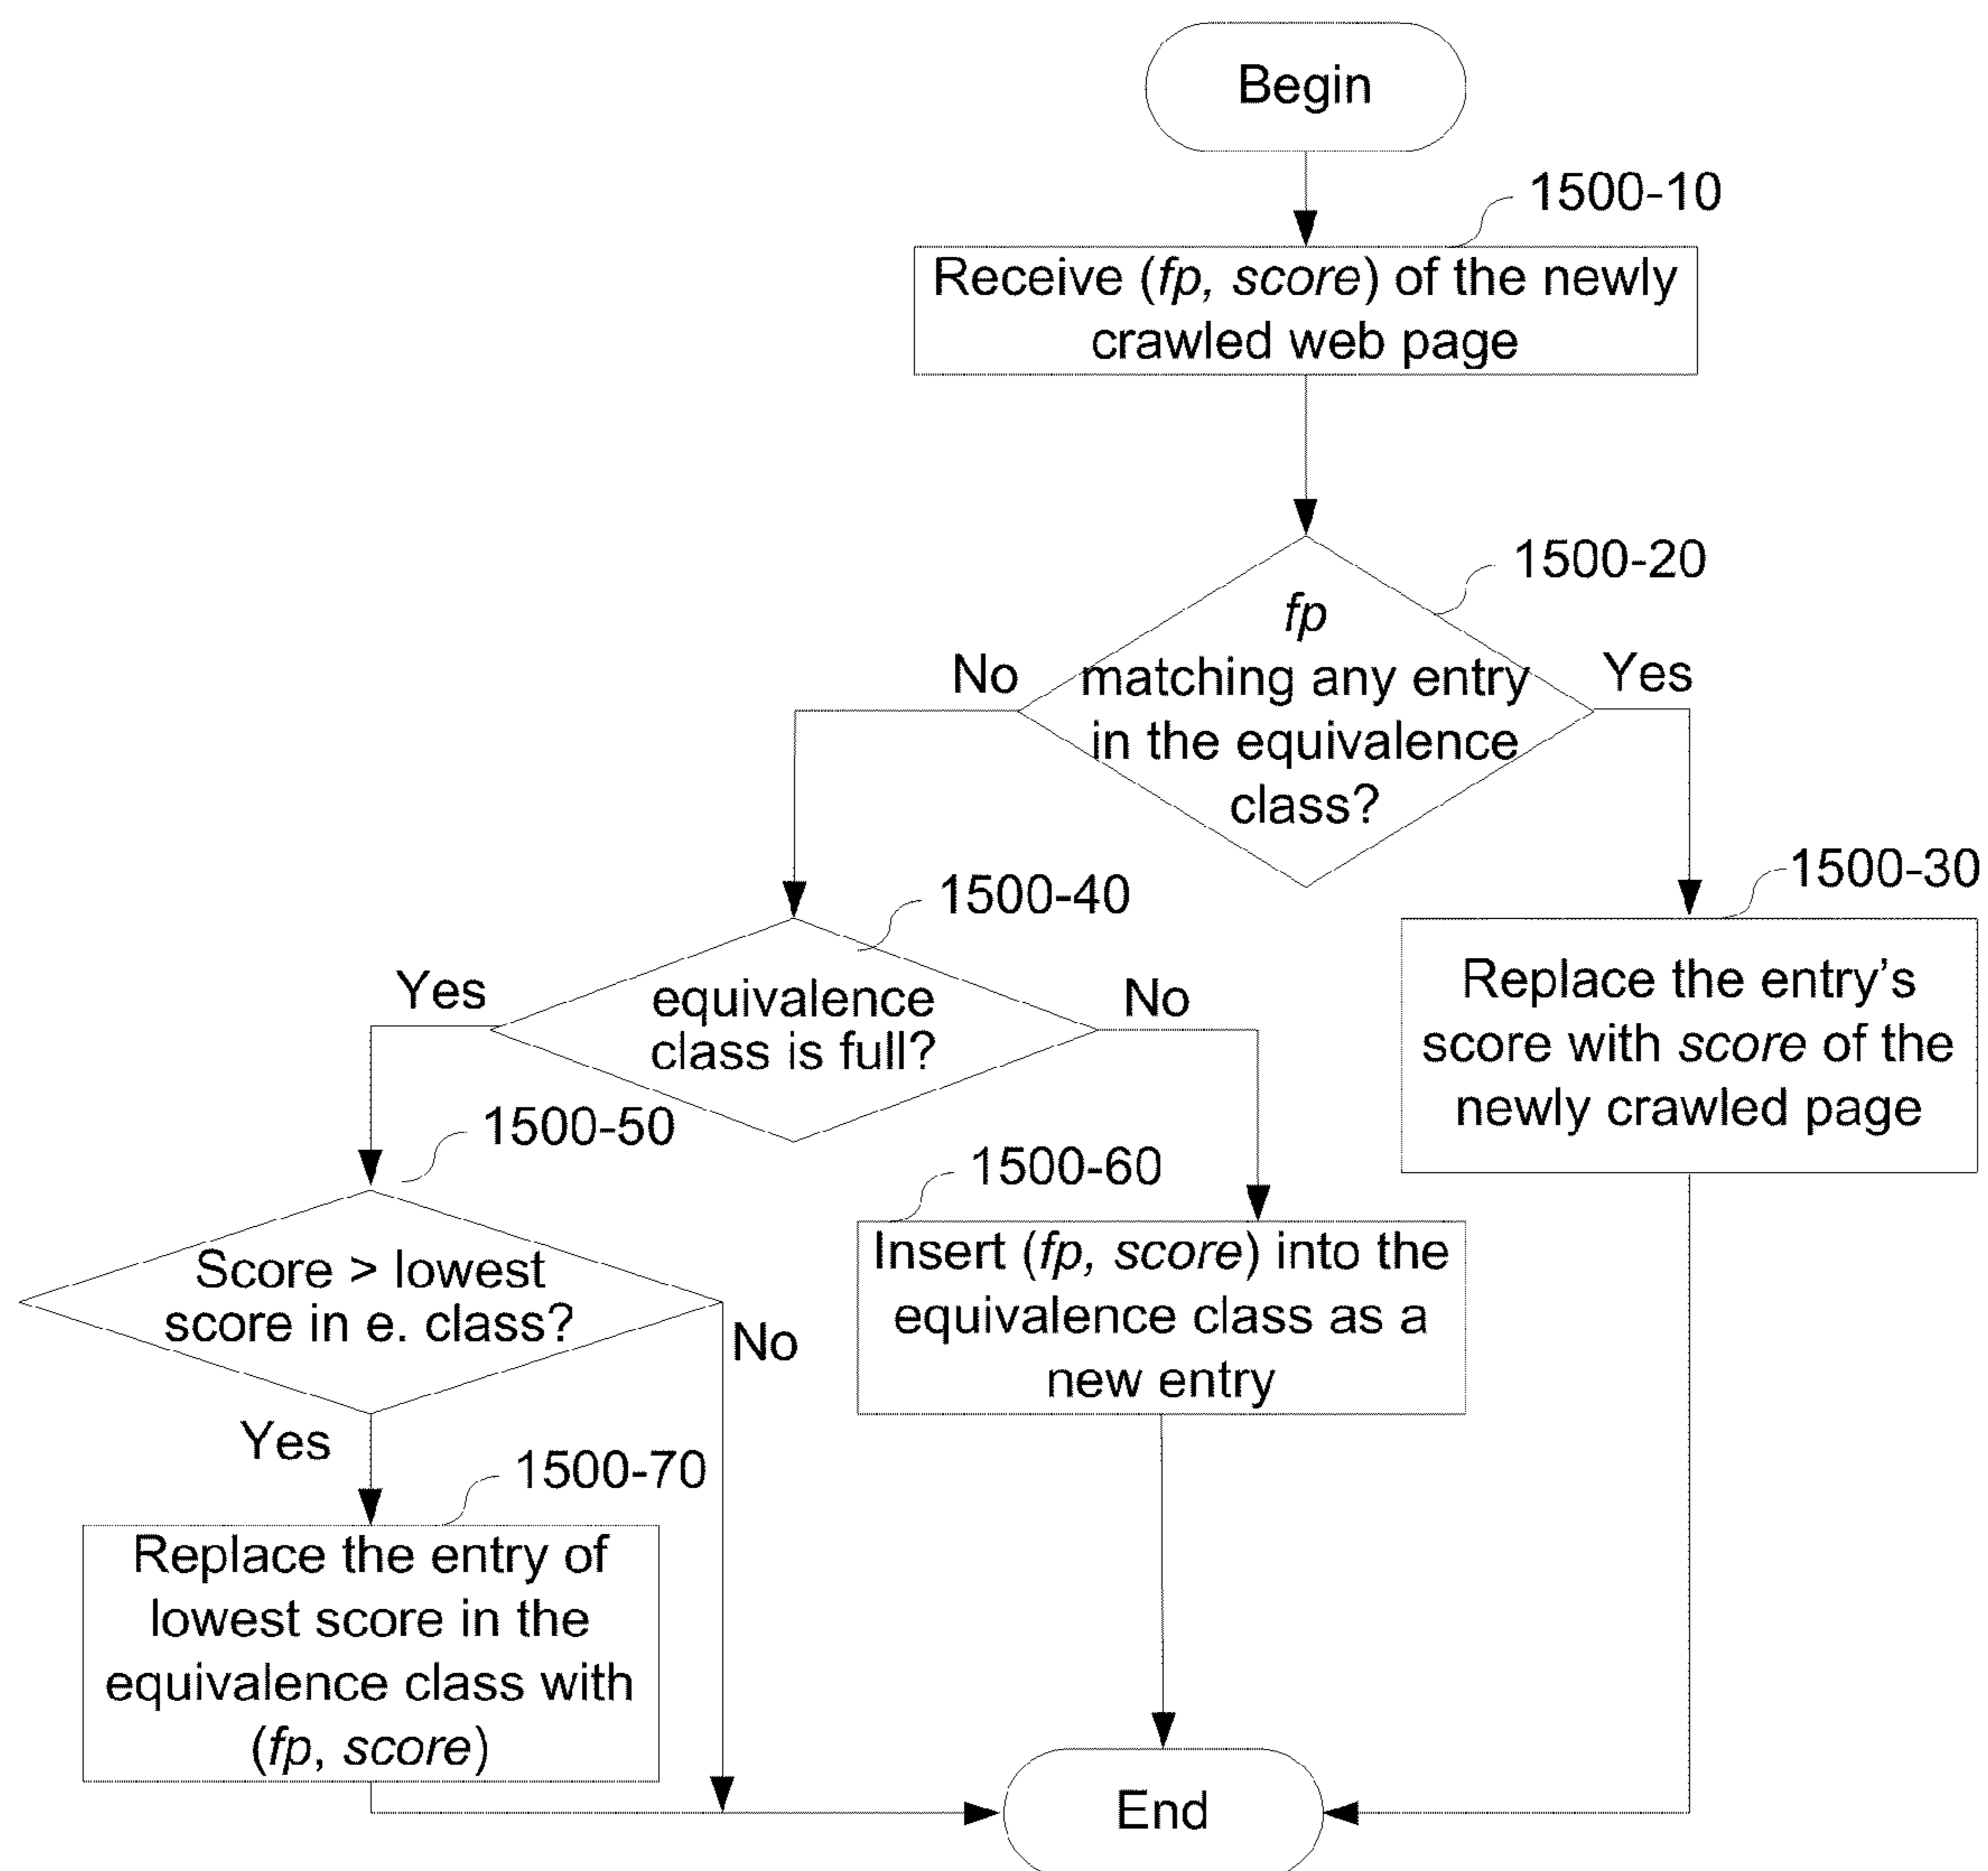 Begin
1500-10
Receive (fp, score) of the newly
crawled web page
1500-20
fp
matching any entry
in the equivalence
class?
No
Yes
1500-30
Replace the entry's
score with score of the
newly crawled page
1500-40
equivalence
class is full?
Yes
No
1500-50
Score > lowest
score in e. class?
No
Yes
1500-60
Insert (fp, score) into the
equivalence class as a
new entry
1500-70
Replace the entry of
lowest score in the
equivalence class with
(fp, score)
End